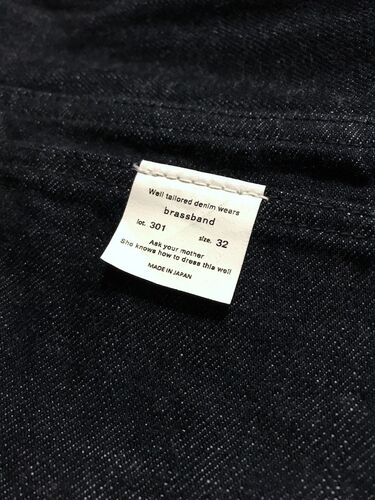 Well tailored denim wears
brassband
lot. 301 size. 32
Ask your mother
She knows how to dress this well
MADE IN JAPAN